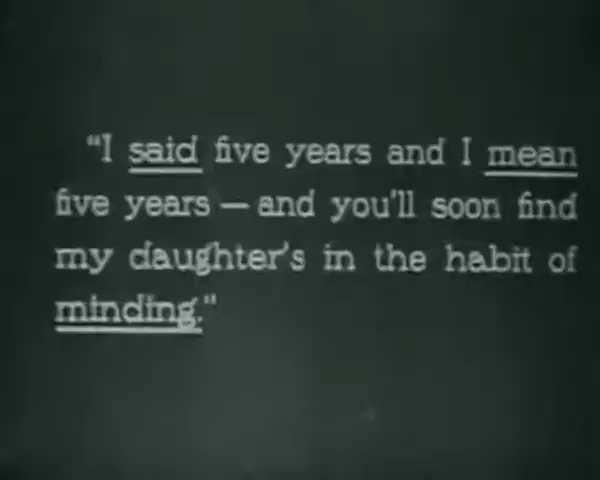 "I said five years and I mean
five years — and you'll soon find
my daughter's in the habit of
minding."